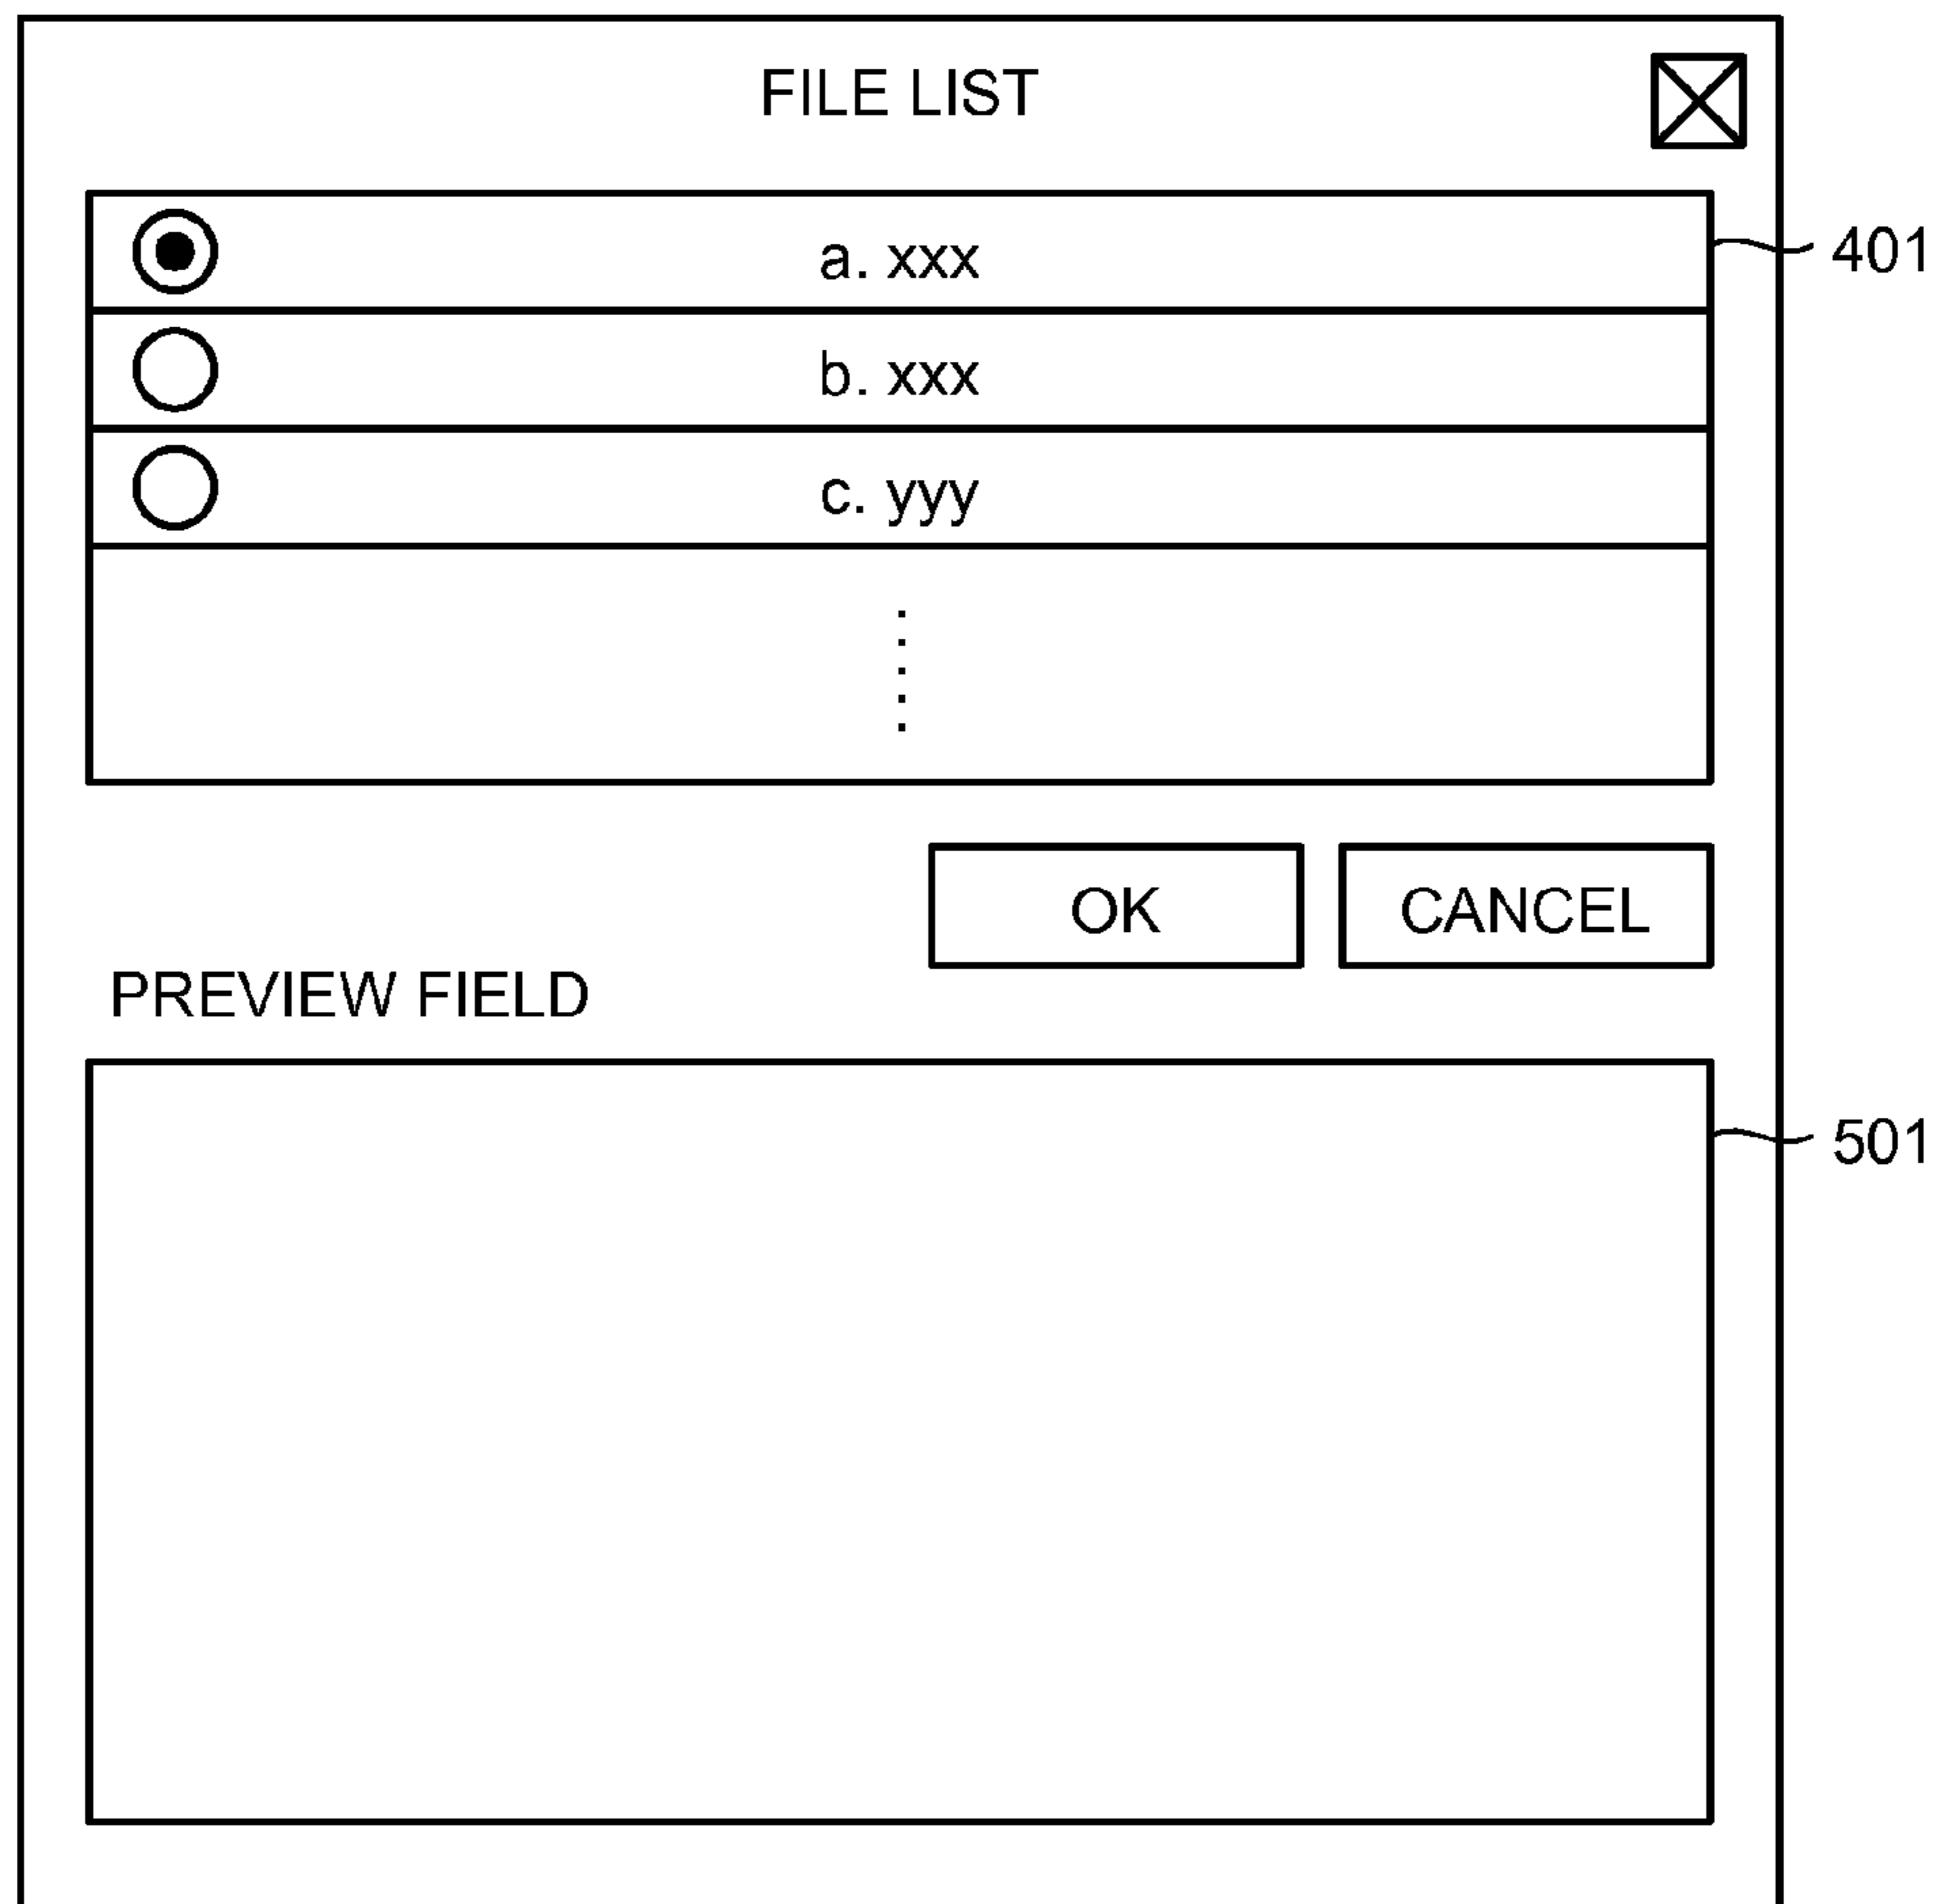 FILE LIST
a. xxx
401
b. xxx
c. yyy
OK
CANCEL
PREVIEW FIELD
501